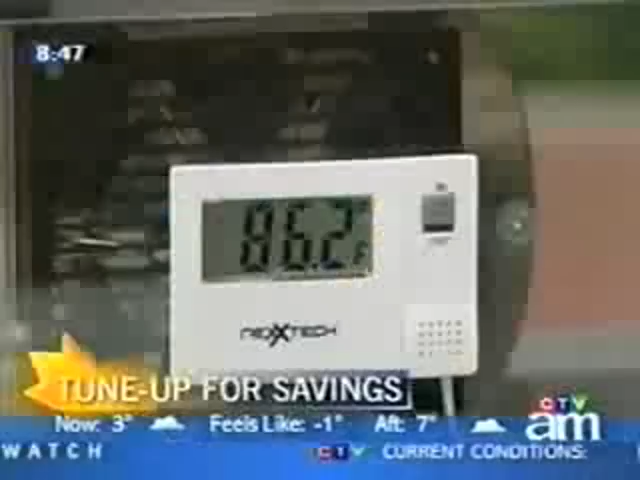 8:47
86.2°F
NEXXTECH
TUNE-UP FOR SAVINGS
Now: 3° Feels Like: -1° Aft: 7°
CTV am
WATCH CTV CURRENT CONDITIONS: